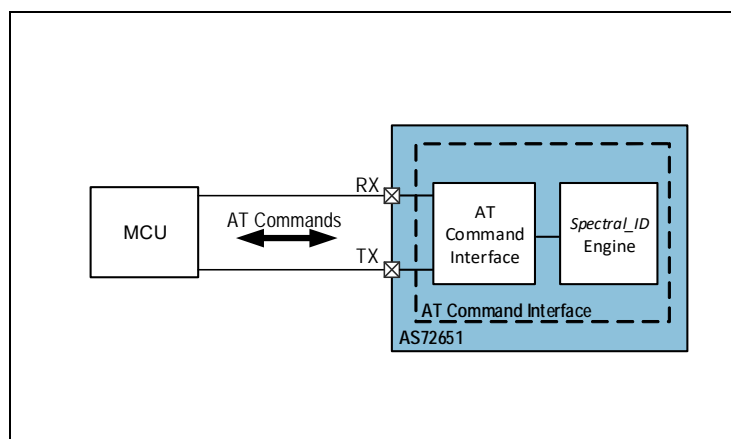 RX
MCU
AT Commands
TX
AT
Command
Interface
Spectral_ID
Engine
AT Command Interface
AS72651